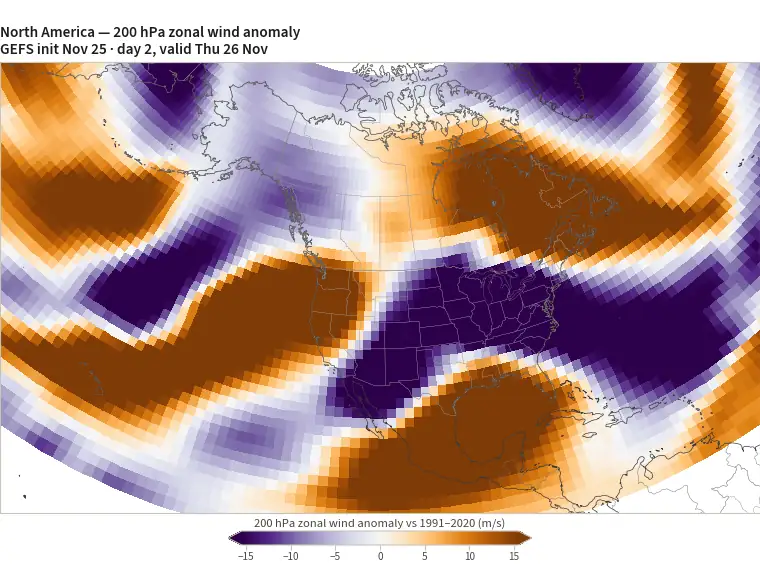 North America — 200 hPa zonal wind anomaly
GEFS init Nov 25 · day 2, valid Thu 26 Nov
200 hPa zonal wind anomaly vs 1991–2020 (m/s)
−15 −10 −5 0 5 10 15